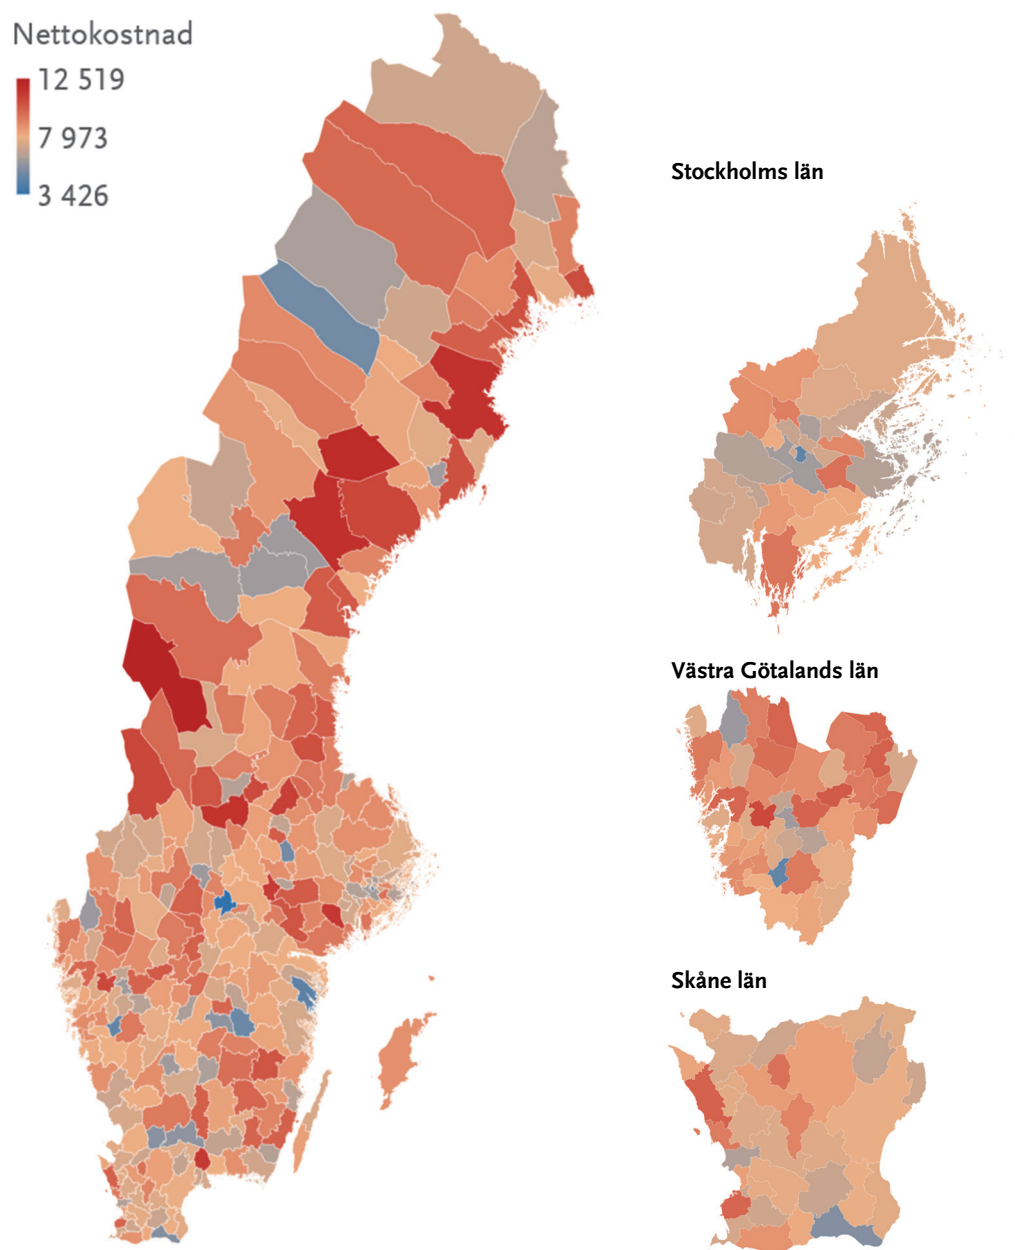 Nettokostnad
12 519
7 973
3 426
Stockholms län
Västra Götalands län
Skåne län